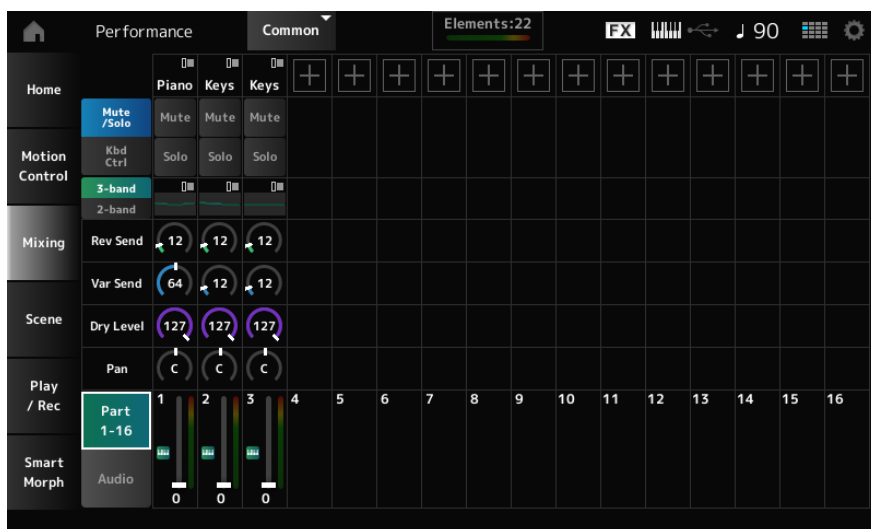 Performance
Common
Elements:22
FX
♩ 90
Home
Motion
Control
Mixing
Scene
Play
/ Rec
Smart
Morph
Piano Keys Keys
Mute
/Solo
Mute Mute Mute
Kbd
Ctrl
Solo Solo Solo
3-band
2-band
Rev Send 12 12 12
Var Send 64 12 12
Dry Level 127 127 127
Pan C C C
Part
1-16
1 2 3 4 5 6 7 8 9 10 11 12 13 14 15 16
Audio
0 0 0